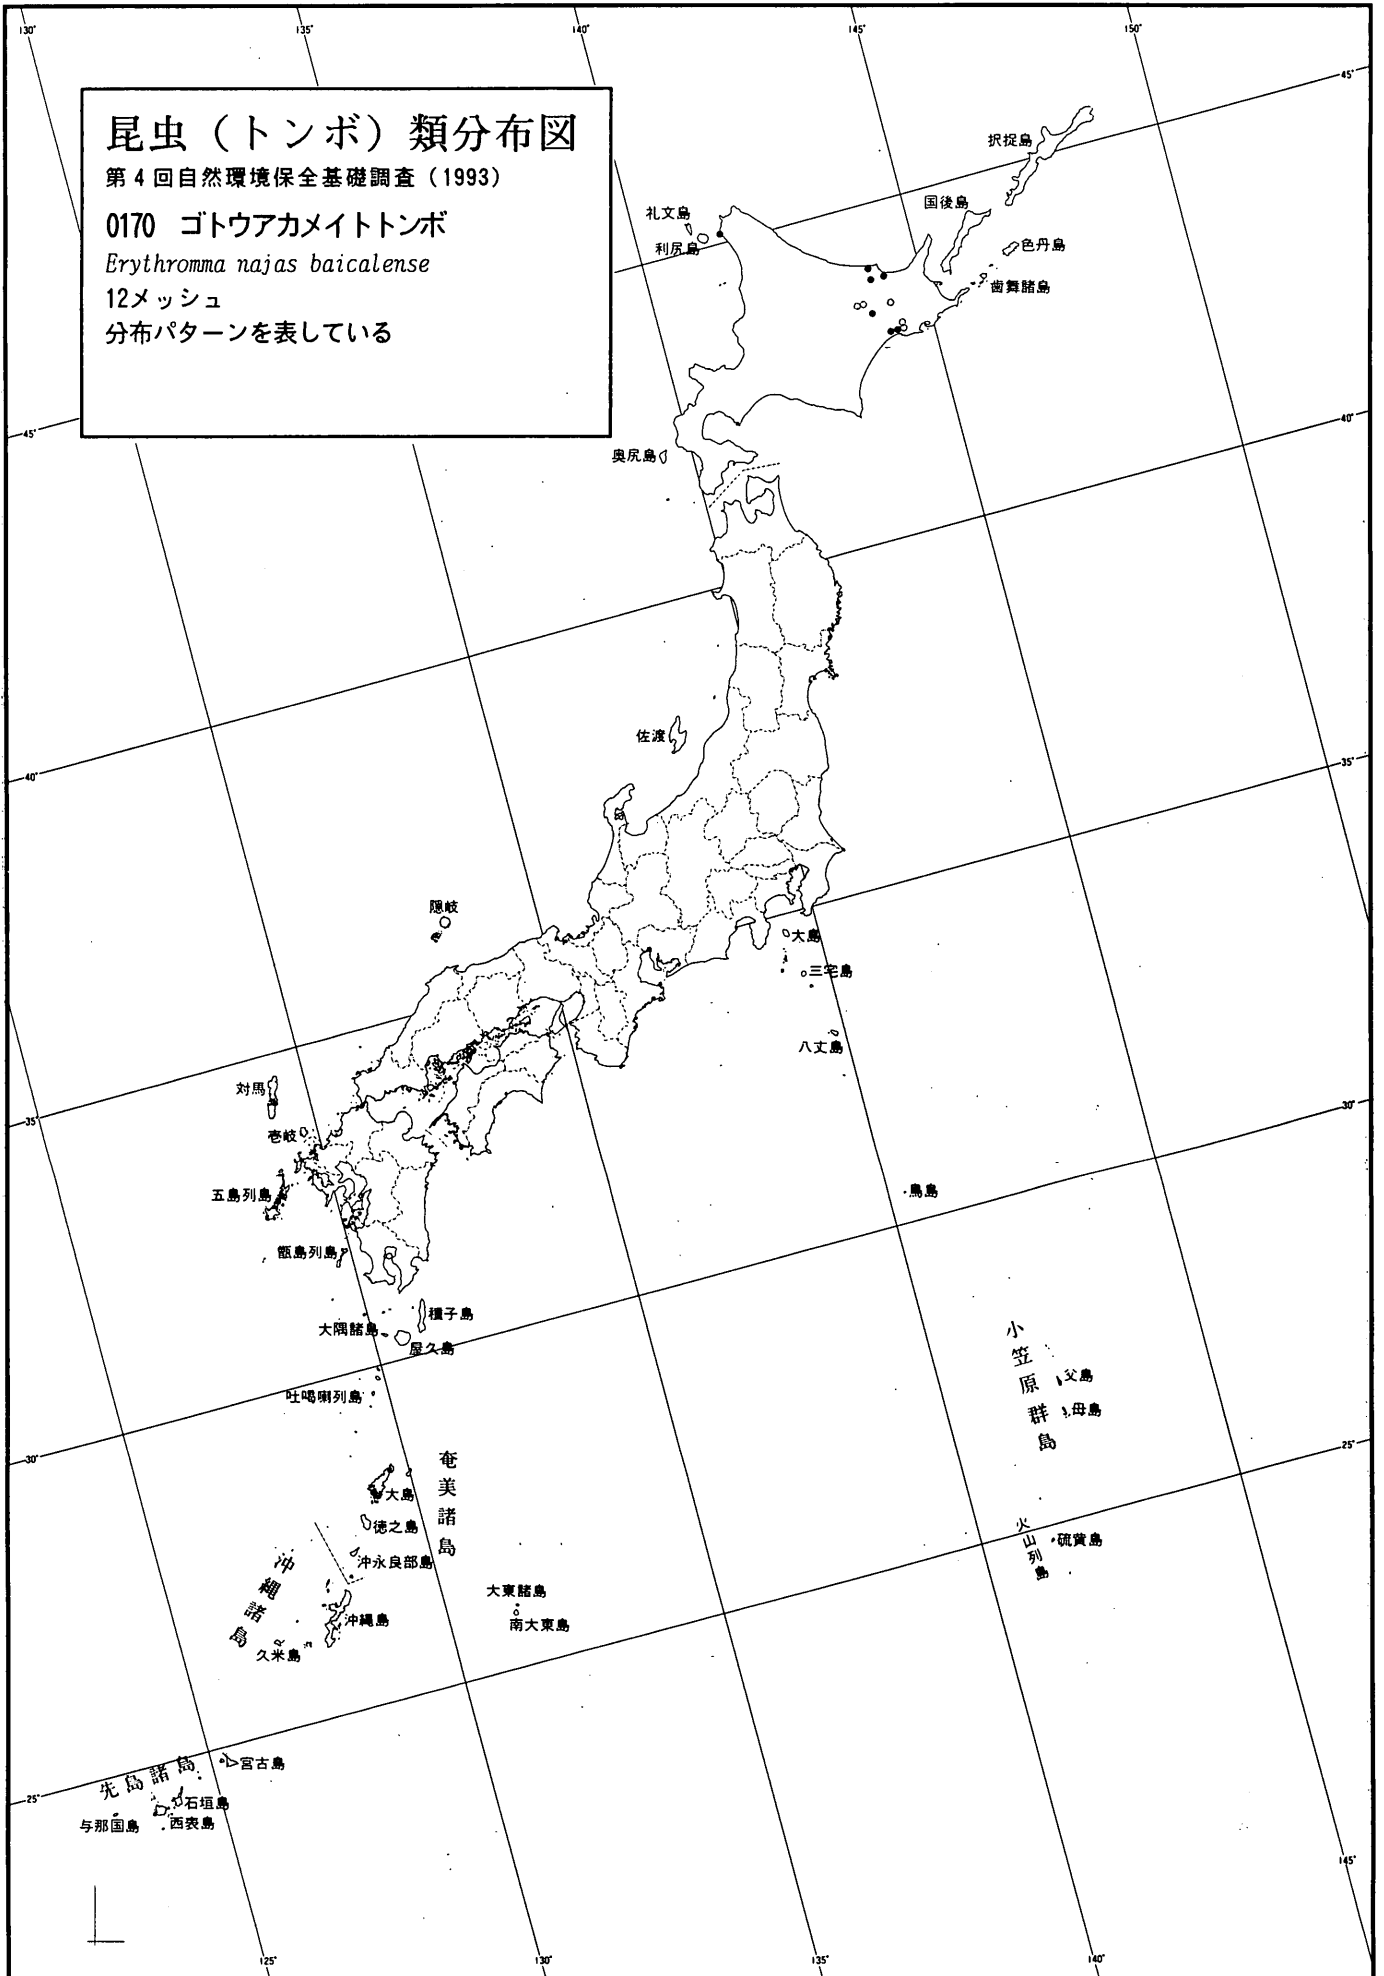 130°
135°
140°
145°
150°
45°
昆虫（トンボ）類分布図
第4回自然環境保全基礎調査（1993）
0170 ゴトウアカメイトトンボ
Erythromma najas baicalense
12メッシュ
分布パターンを表している
択捉島
国後島
色丹島
歯舞諸島
礼文島
利尻島
45°
40°
奥尻島
佐渡
40°
35°
隠岐
大島
三宅島
八丈島
対馬
壱岐
35°
30°
五島列島
鳥島
甑島列島
種子島
大隅諸島
屋久島
吐噶喇列島
小笠原群島
父島
母島
30°
25°
奄美諸島
大島
徳之島
沖永良部島
沖縄諸島
沖縄島
久米島
大東諸島
南大東島
火山列島
硫黄島
先島諸島
宮古島
石垣島
西表島
与那国島
25°
145°
125°
130°
135°
140°